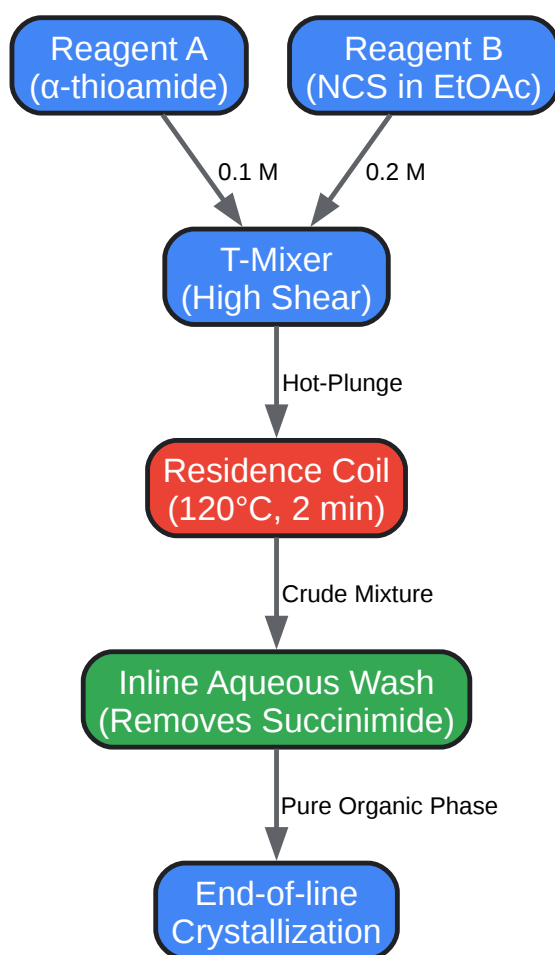 Reagent A
(α-thioamide)
Reagent B
(NCS in EtOAc)
0.1 M
0.2 M
T-Mixer
(High Shear)
Hot-Plunge
Residence Coil
(120°C, 2 min)
Crude Mixture
Inline Aqueous Wash
(Removes Succinimide)
Pure Organic Phase
End-of-line
Crystallization